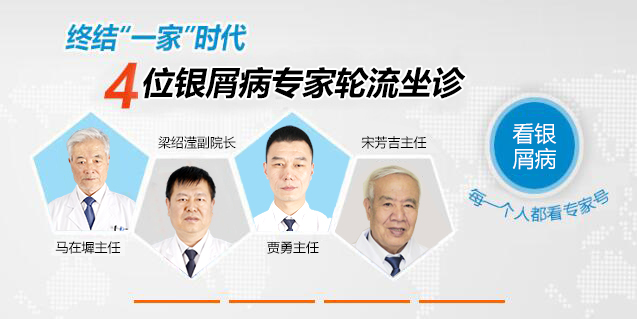 终结“一家”时代
4位银屑病专家轮流坐诊
梁绍滢副院长
宋芳吉主任
马在墀主任
贾勇主任
看银
屑病
每一个人都看专家号